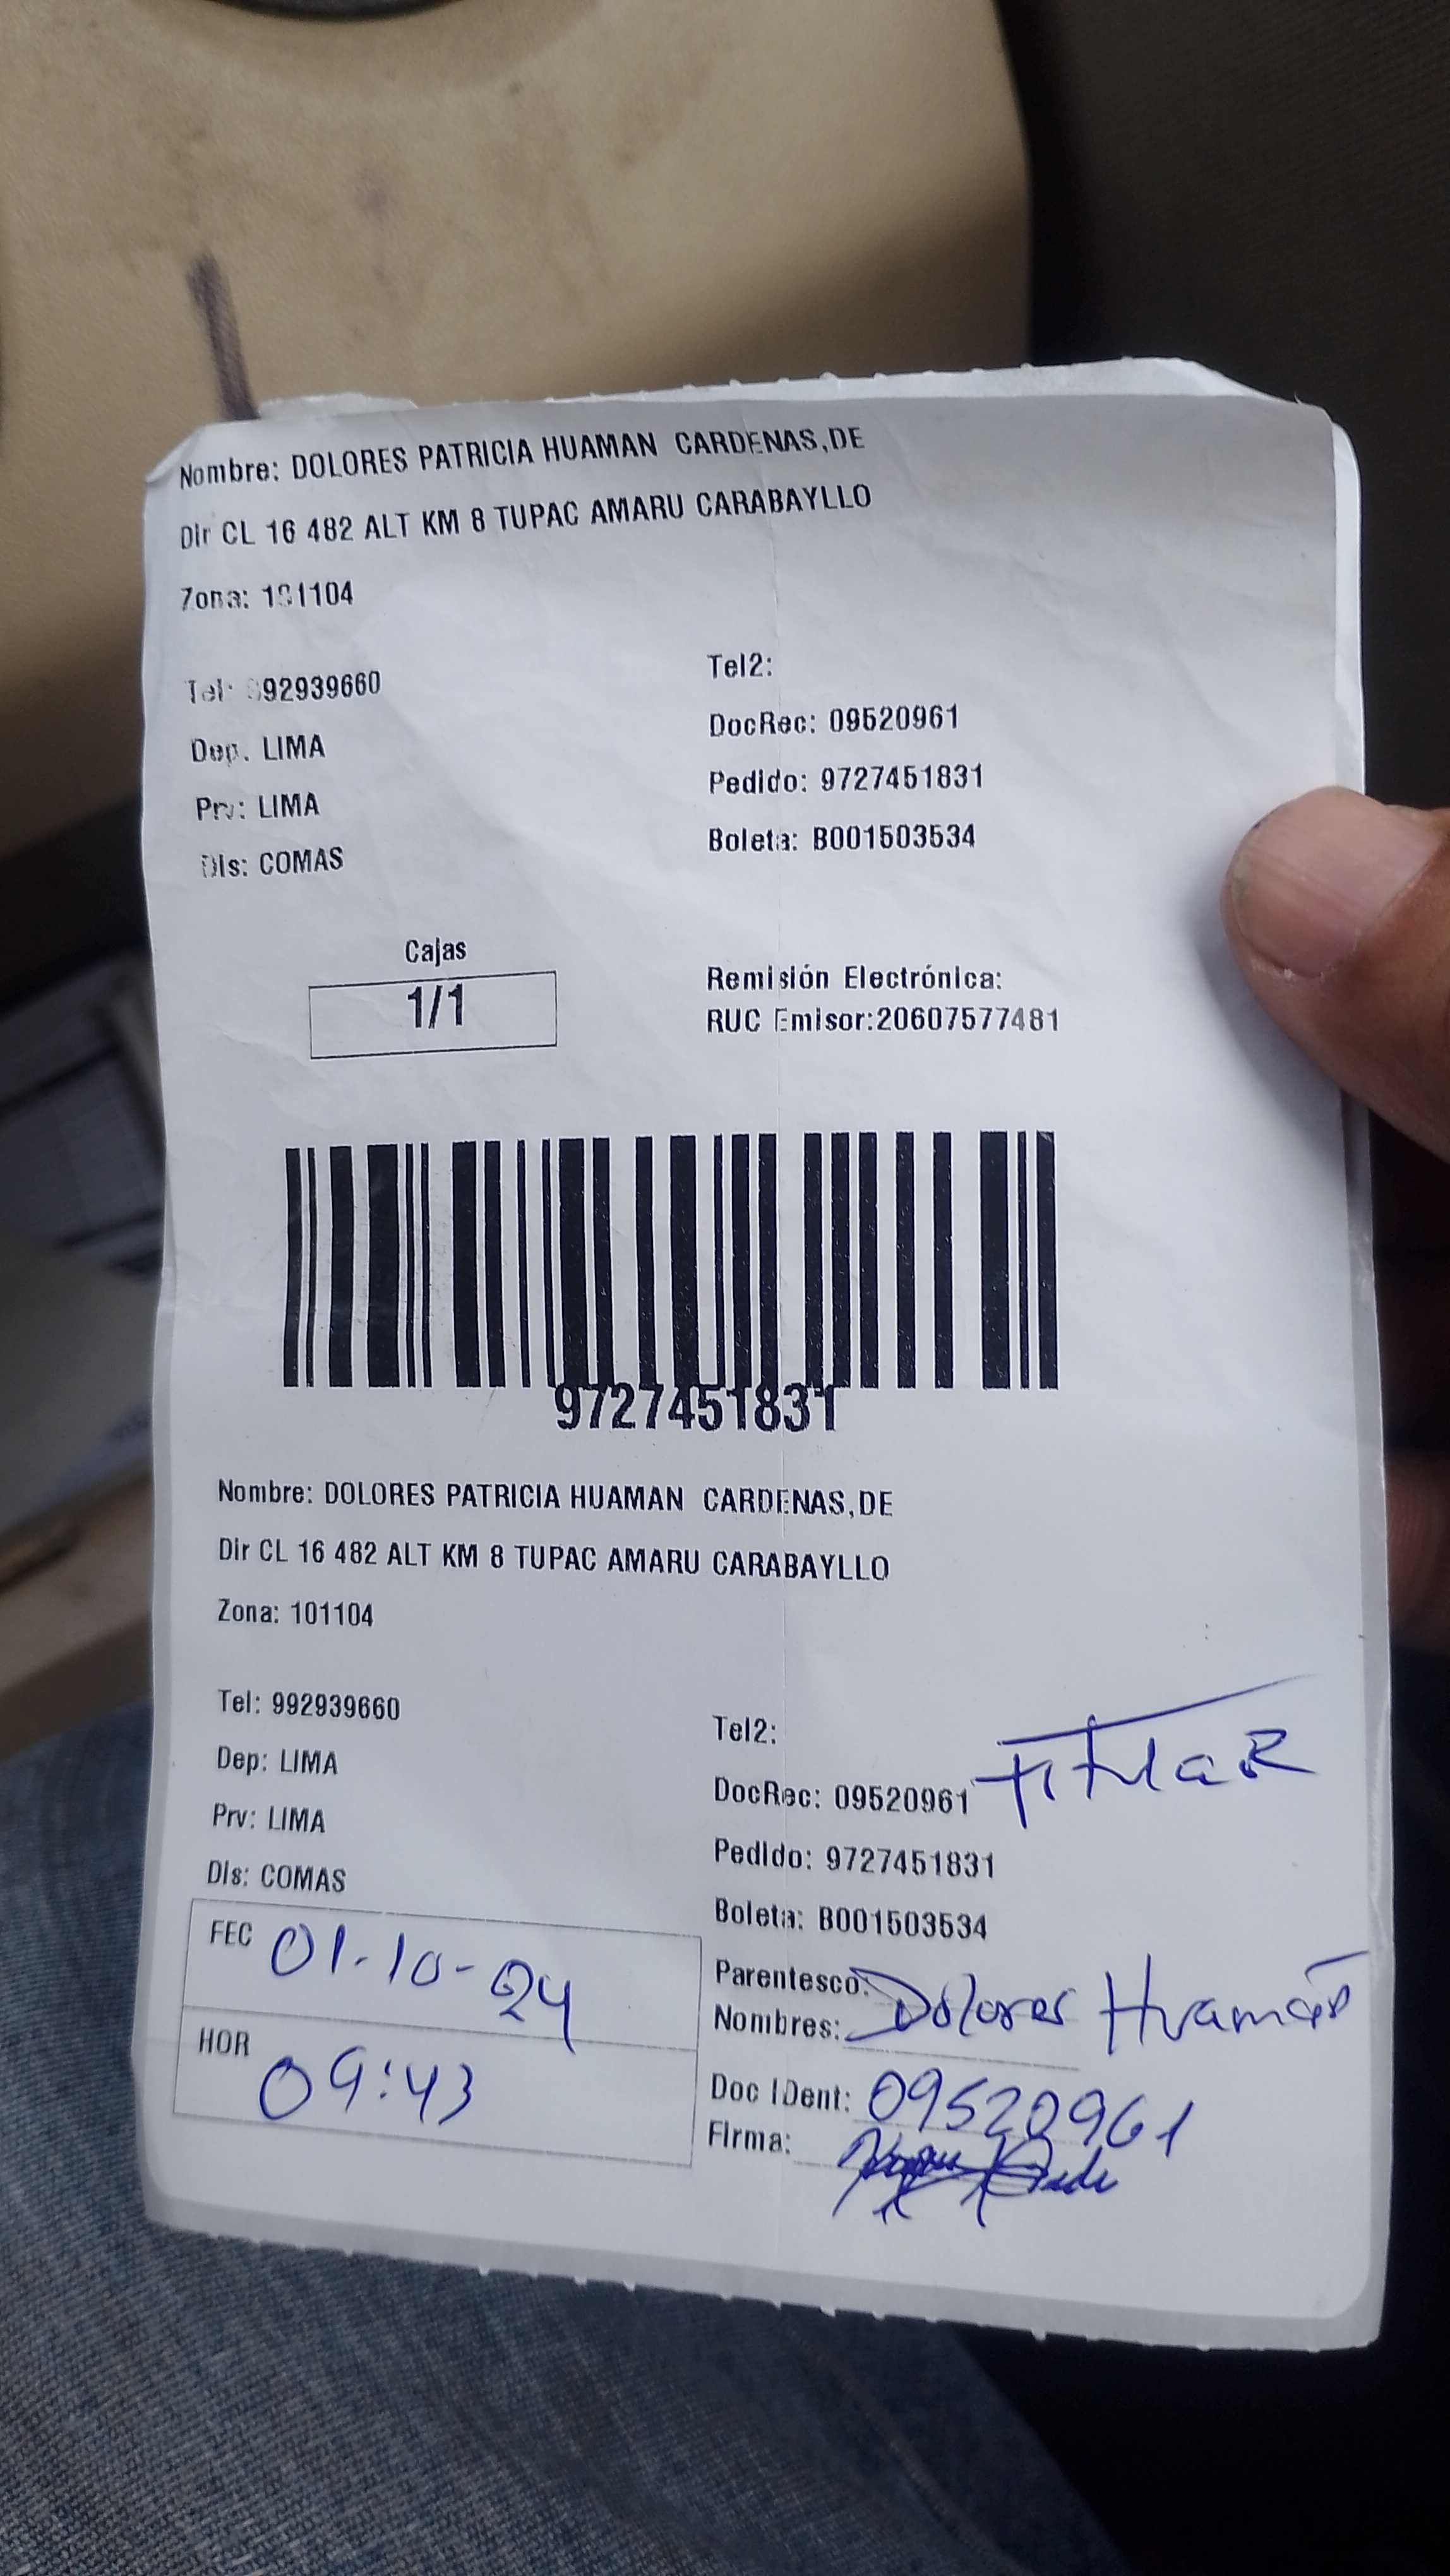 Nombre: DOLORES PATRICIA HUAMAN CARDENAS,DE
Dir CL 16 482 ALT KM 8 TUPAC AMARU CARABAYLLO
Zona: 101104
Tel: 992939660
Tel2:
Dep. LIMA
DocRec: 09520961
Prv: LIMA
Pedido: 9727451831
Dis: COMAS
Boleta: B001503534
Cajas
1/1
Remisión Electrónica:
RUC Emisor:20607577481
9727451831
Nombre: DOLORES PATRICIA HUAMAN CARDENAS,DE
Dir CL 16 482 ALT KM 8 TUPAC AMARU CARABAYLLO
Zona: 101104
Tel: 992939660
Tel2:
Dep: LIMA
DocRec: 09520961
Prv: LIMA
Pedido: 9727451831
Dis: COMAS
Boleta: B001503534
FEC 01-10-24
Parentesco:
Nombres: Dolores Huamán
HOR 09:43
Doc IDent: 09520961
Firma: